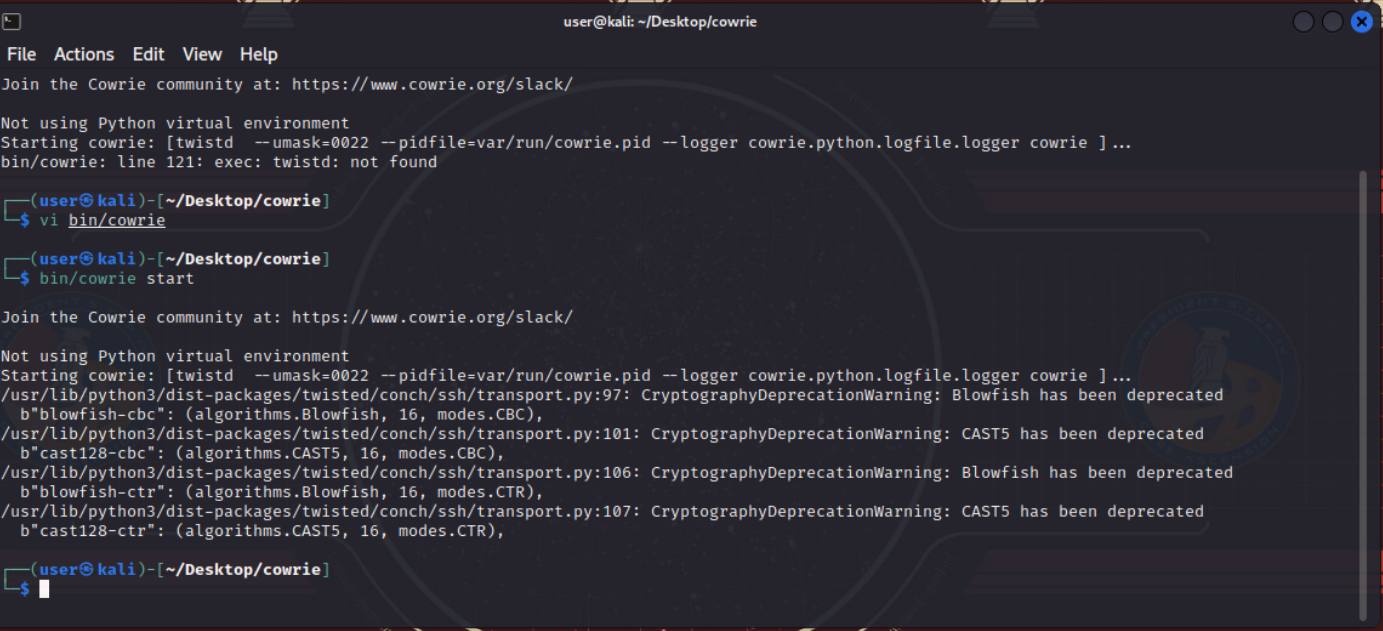 user@kali: ~/Desktop/cowrie
File Actions Edit View Help
Join the Cowrie community at: https://www.cowrie.org/slack/
Not using Python virtual environment
Starting cowrie: [twistd  --umask=0022 --pidfile=var/run/cowrie.pid --logger cowrie.python.logfile.logger cowrie ]...
bin/cowrie: line 121: exec: twistd: not found
┌──(user㉿kali)-[~/Desktop/cowrie]
└─$ vi bin/cowrie
┌──(user㉿kali)-[~/Desktop/cowrie]
└─$ bin/cowrie start
Join the Cowrie community at: https://www.cowrie.org/slack/
Not using Python virtual environment
Starting cowrie: [twistd  --umask=0022 --pidfile=var/run/cowrie.pid --logger cowrie.python.logfile.logger cowrie ]...
/usr/lib/python3/dist-packages/twisted/conch/ssh/transport.py:97: CryptographyDeprecationWarning: Blowfish has been deprecated
  b"blowfish-cbc": (algorithms.Blowfish, 16, modes.CBC),
/usr/lib/python3/dist-packages/twisted/conch/ssh/transport.py:101: CryptographyDeprecationWarning: CAST5 has been deprecated
  b"cast128-cbc": (algorithms.CAST5, 16, modes.CBC),
/usr/lib/python3/dist-packages/twisted/conch/ssh/transport.py:106: CryptographyDeprecationWarning: Blowfish has been deprecated
  b"blowfish-ctr": (algorithms.Blowfish, 16, modes.CTR),
/usr/lib/python3/dist-packages/twisted/conch/ssh/transport.py:107: CryptographyDeprecationWarning: CAST5 has been deprecated
  b"cast128-ctr": (algorithms.CAST5, 16, modes.CTR),
┌──(user㉿kali)-[~/Desktop/cowrie]
└─$